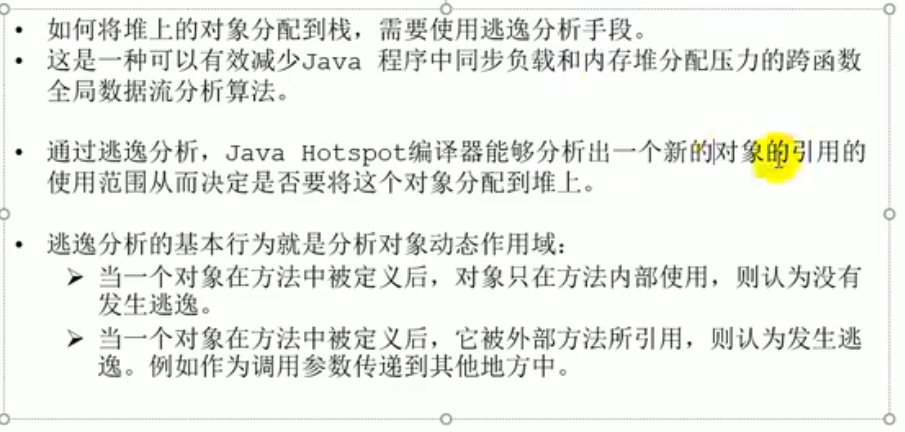 • 如何将堆上的对象分配到栈，需要使用逃逸分析手段。
• 这是一种可以有效减少Java 程序中同步负载和内存堆分配压力的跨函数
全局数据流分析算法。
• 通过逃逸分析，Java Hotspot编译器能够分析出一个新的对象的引用的
使用范围从而决定是否要将这个对象分配到堆上。
• 逃逸分析的基本行为就是分析对象动态作用域：
➢ 当一个对象在方法中被定义后，对象只在方法内部使用，则认为没有
发生逃逸。
➢ 当一个对象在方法中被定义后，它被外部方法所引用，则认为发生逃
逸。例如作为调用参数传递到其他地方中。